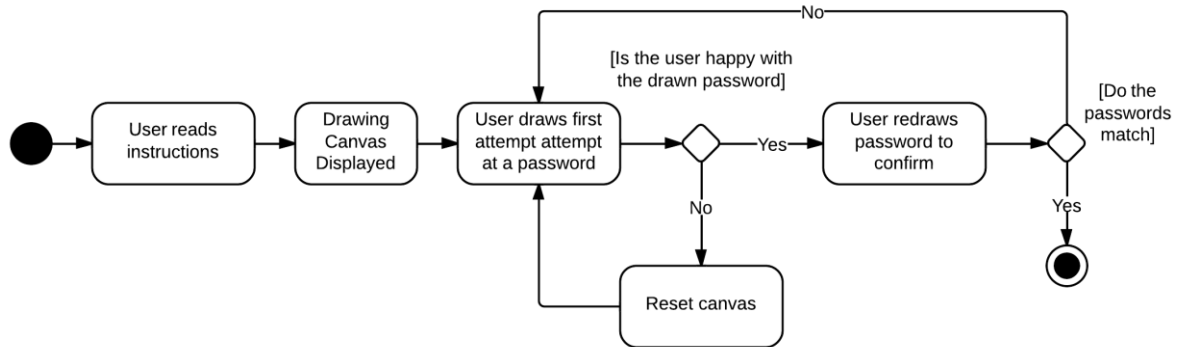 No
[Is the user happy with
the drawn password]
User reads
instructions
Drawing
Canvas
Displayed
User draws first
attempt attempt
at a password
Yes
User redraws
password to
confirm
[Do the
passwords
match]
No
Yes
Reset canvas